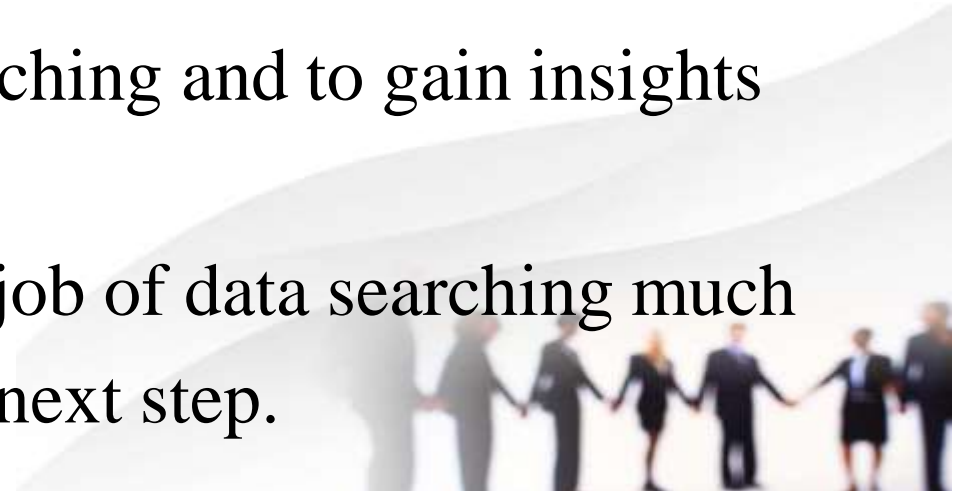 ching and to gain insights
job of data searching much
next step.